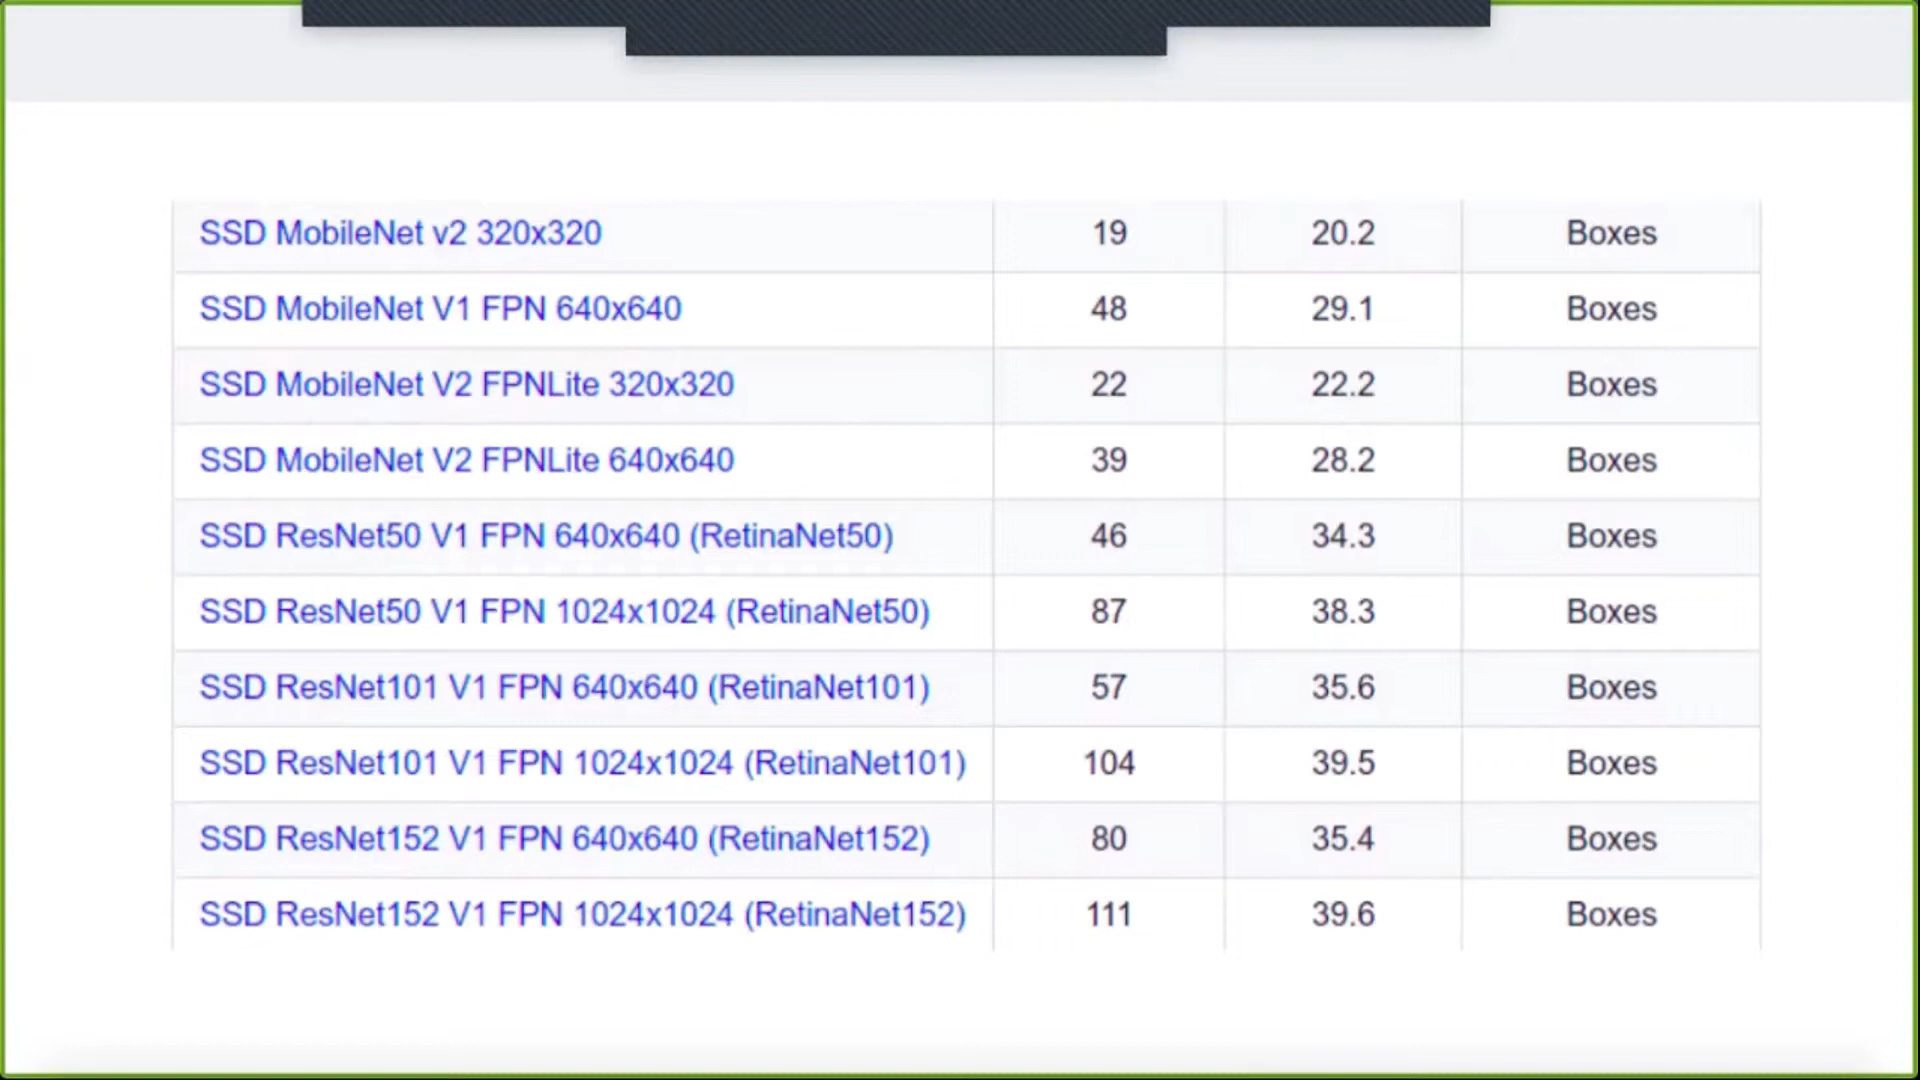 SSD MobileNet v2 320x320 19 20.2 Boxes
SSD MobileNet V1 FPN 640x640 48 29.1 Boxes
SSD MobileNet V2 FPNLite 320x320 22 22.2 Boxes
SSD MobileNet V2 FPNLite 640x640 39 28.2 Boxes
SSD ResNet50 V1 FPN 640x640 (RetinaNet50) 46 34.3 Boxes
SSD ResNet50 V1 FPN 1024x1024 (RetinaNet50) 87 38.3 Boxes
SSD ResNet101 V1 FPN 640x640 (RetinaNet101) 57 35.6 Boxes
SSD ResNet101 V1 FPN 1024x1024 (RetinaNet101) 104 39.5 Boxes
SSD ResNet152 V1 FPN 640x640 (RetinaNet152) 80 35.4 Boxes
SSD ResNet152 V1 FPN 1024x1024 (RetinaNet152) 111 39.6 Boxes